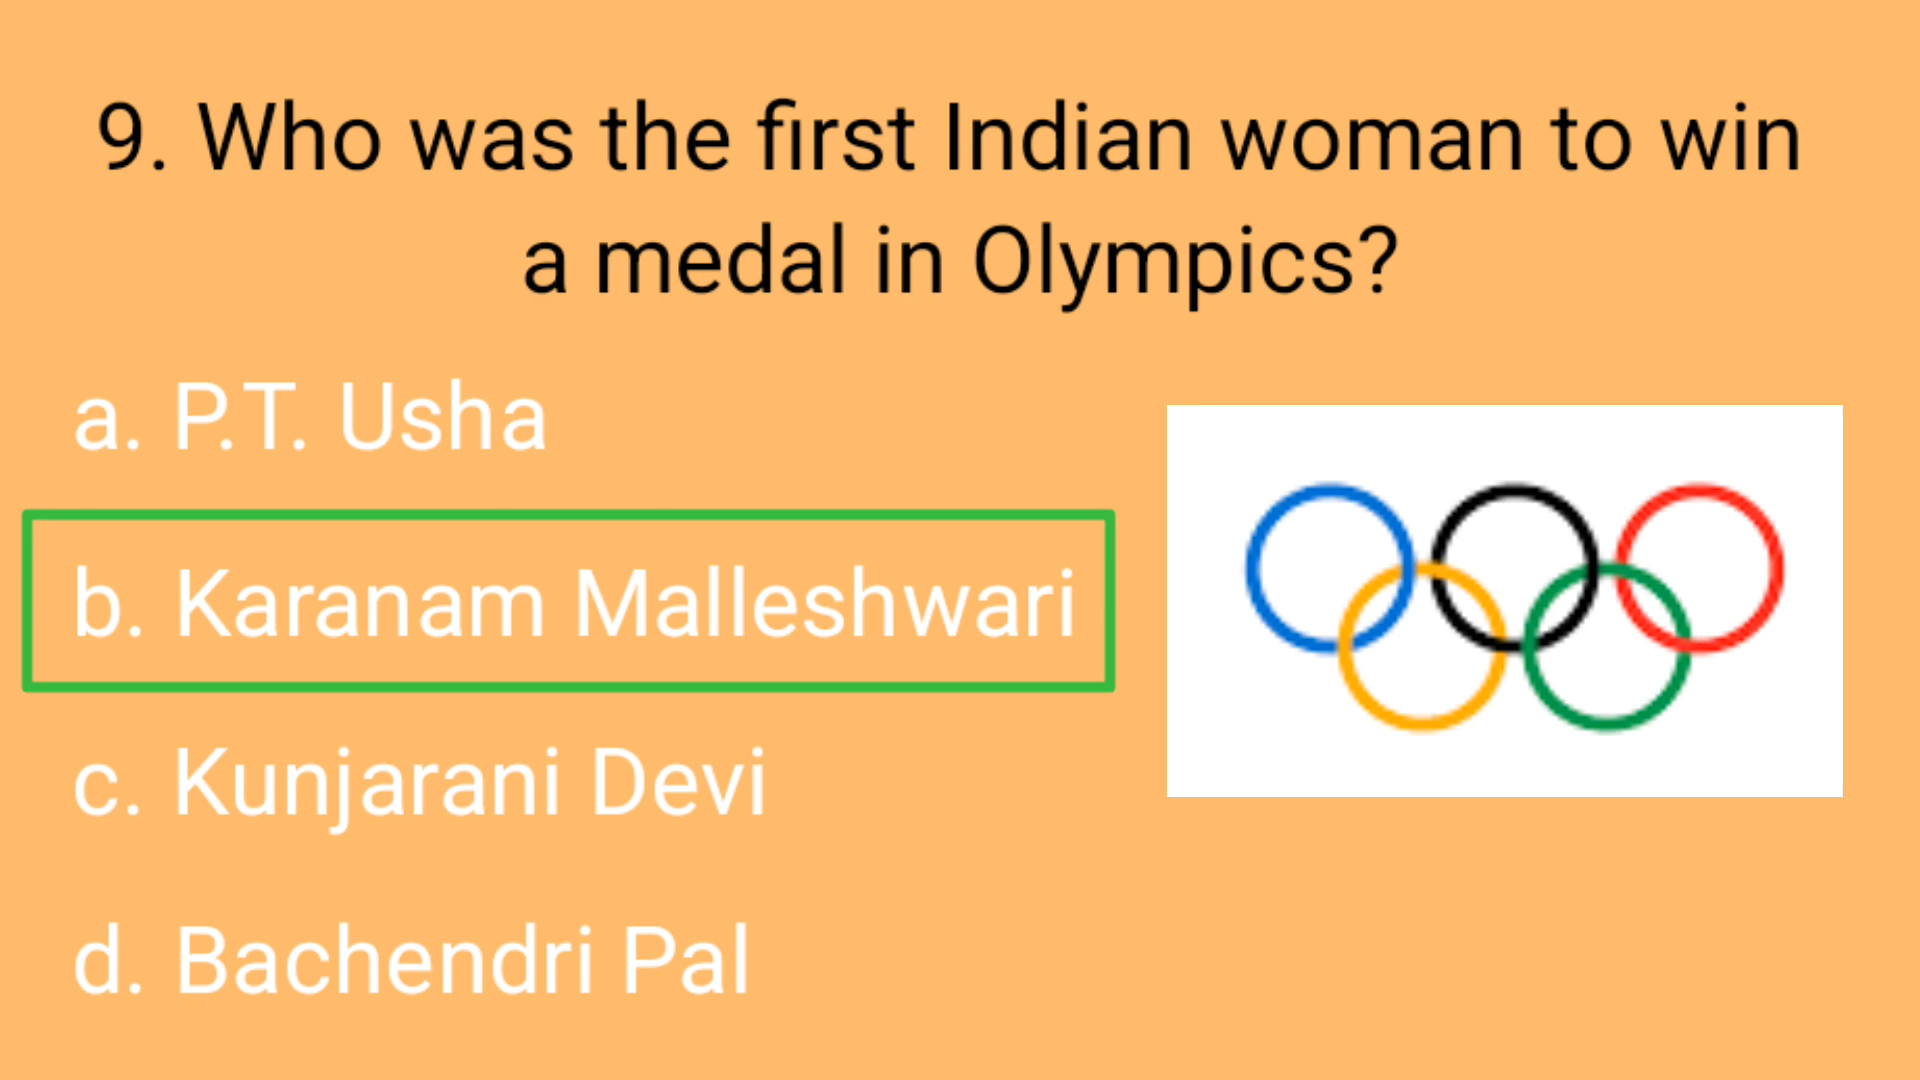 9. Who was the first Indian woman to win
a medal in Olympics?
a. P.T. Usha
b. Karanam Malleshwari
c. Kunjarani Devi
d. Bachendri Pal